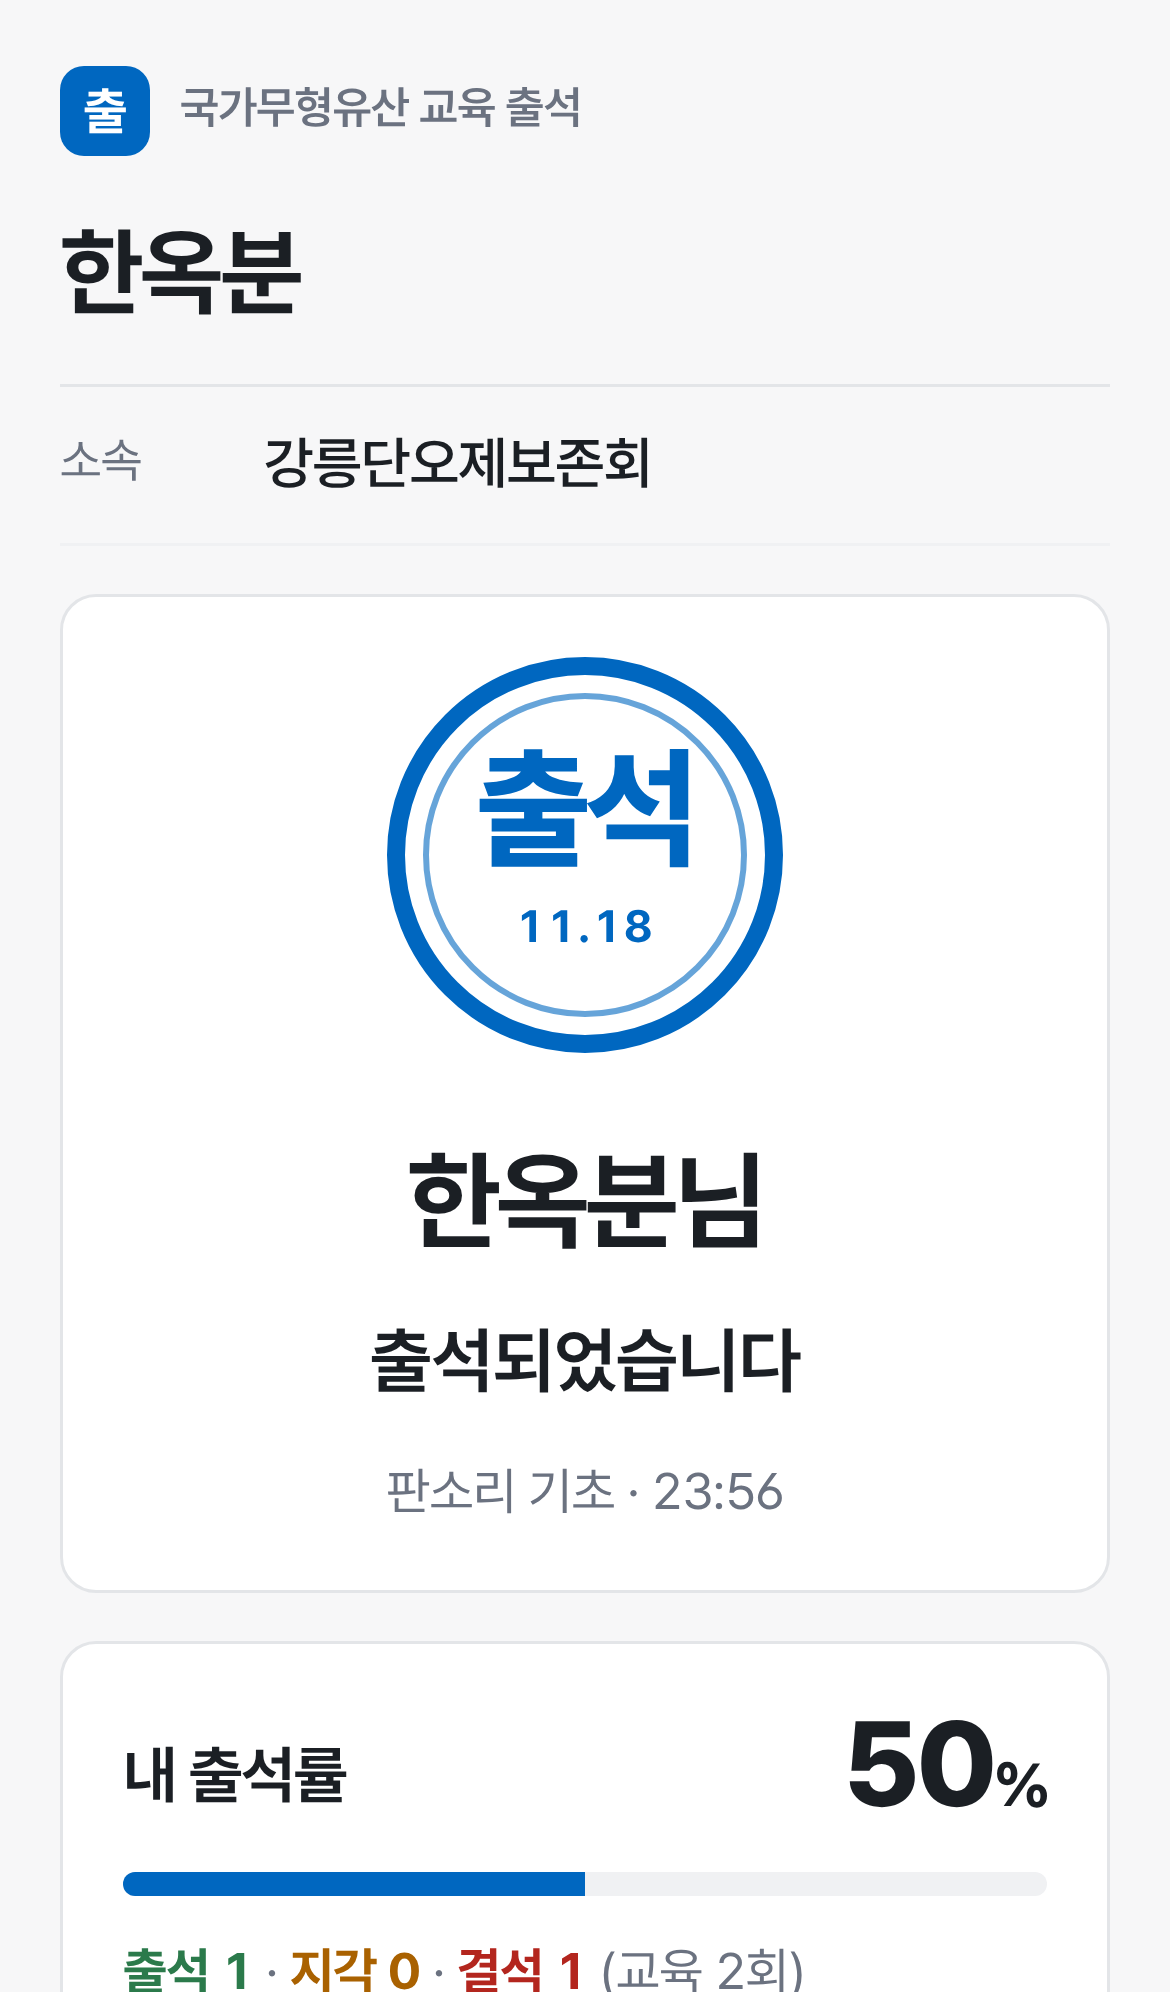 출
국가무형유산 교육 출석
한옥분
소속 강릉단오제보존회
출석
11.18
한옥분님
출석되었습니다
판소리 기초 · 23:56
내 출석률 50%
출석 1 · 지각 0 · 결석 1 (교육 2회)